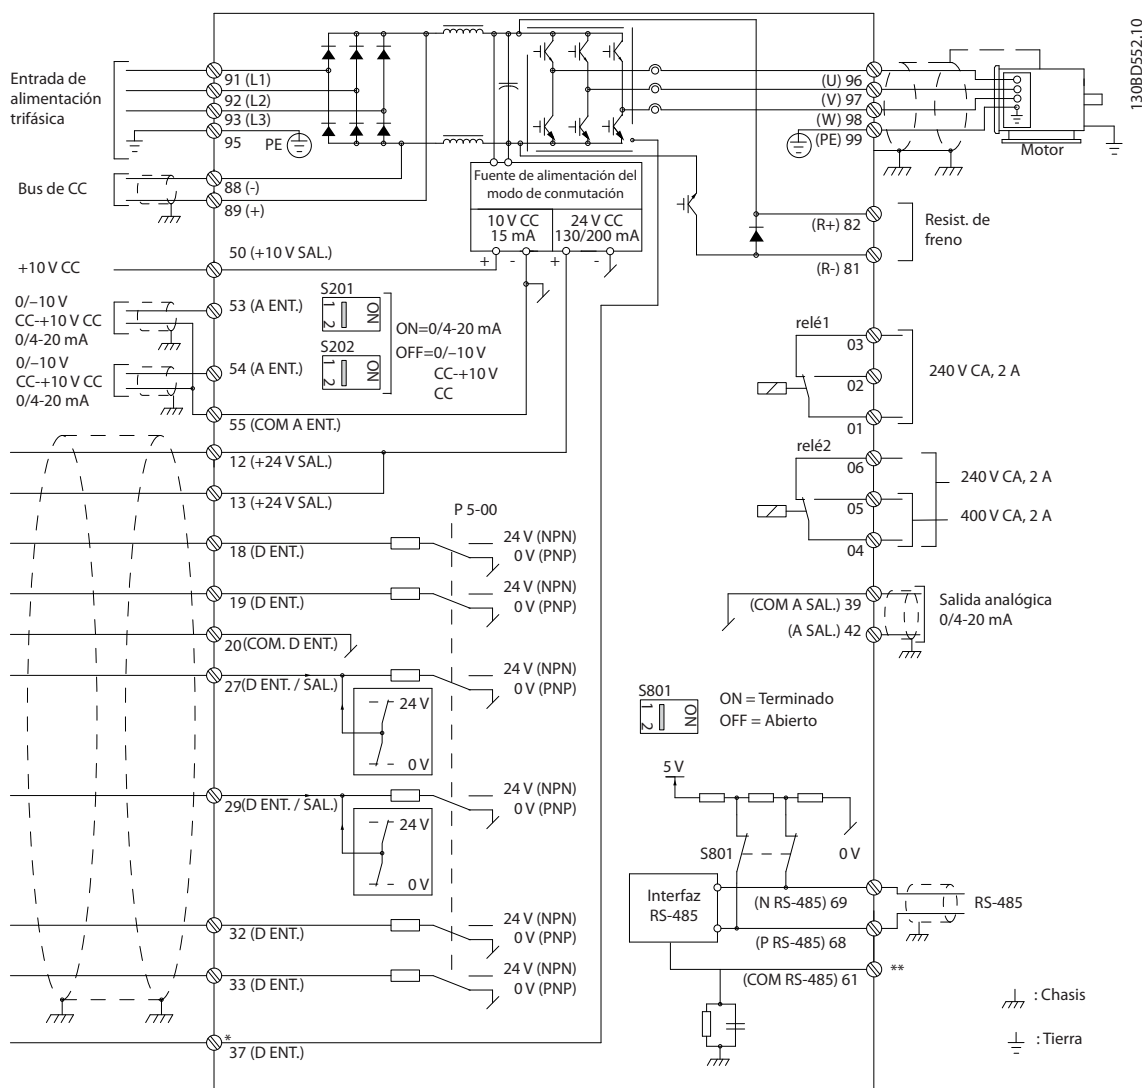 130BD552.10
Entrada de
alimentación
trifásica
91 (L1)
92 (L2)
93 (L3)
95
PE
Bus de CC
88 (-)
89 (+)
+10 V CC
50 (+10 V SAL.)
0/–10 V
CC-+10 V CC
0/4-20 mA
53 (A ENT.)
0/–10 V
CC-+10 V CC
0/4-20 mA
54 (A ENT.)
55 (COM A ENT.)
12 (+24 V SAL.)
13 (+24 V SAL.)
18 (D ENT.)
19 (D ENT.)
20 (COM. D ENT.)
27 (D ENT. / SAL.)
24 V
0 V
29 (D ENT. / SAL.)
24 V
0 V
32 (D ENT.)
33 (D ENT.)
*
37 (D ENT.)
S201
1
2
ON
S202
1
2
ON
ON=0/4-20 mA
OFF=0/–10 V
CC-+10 V
CC
Fuente de alimentación del
modo de conmutación
10 V CC
15 mA
24 V CC
130/200 mA
+ - + -
P 5-00
24 V (NPN)
0 V (PNP)
24 V (NPN)
0 V (PNP)
24 V (NPN)
0 V (PNP)
24 V (NPN)
0 V (PNP)
24 V (NPN)
0 V (PNP)
24 V (NPN)
0 V (PNP)
(U) 96
(V) 97
(W) 98
(PE) 99
Motor
(R+) 82
(R-) 81
Resist. de
freno
relé1
03
02
01
240 V CA, 2 A
relé2
06
05
04
240 V CA, 2 A
400 V CA, 2 A
(COM A SAL.) 39
(A SAL.) 42
Salida analógica
0/4-20 mA
S801
1
2
ON
ON = Terminado
OFF = Abierto
5 V
S801
0 V
Interfaz
RS-485
(N RS-485) 69
(P RS-485) 68
(COM RS-485) 61
RS-485
**
: Chasis
: Tierra